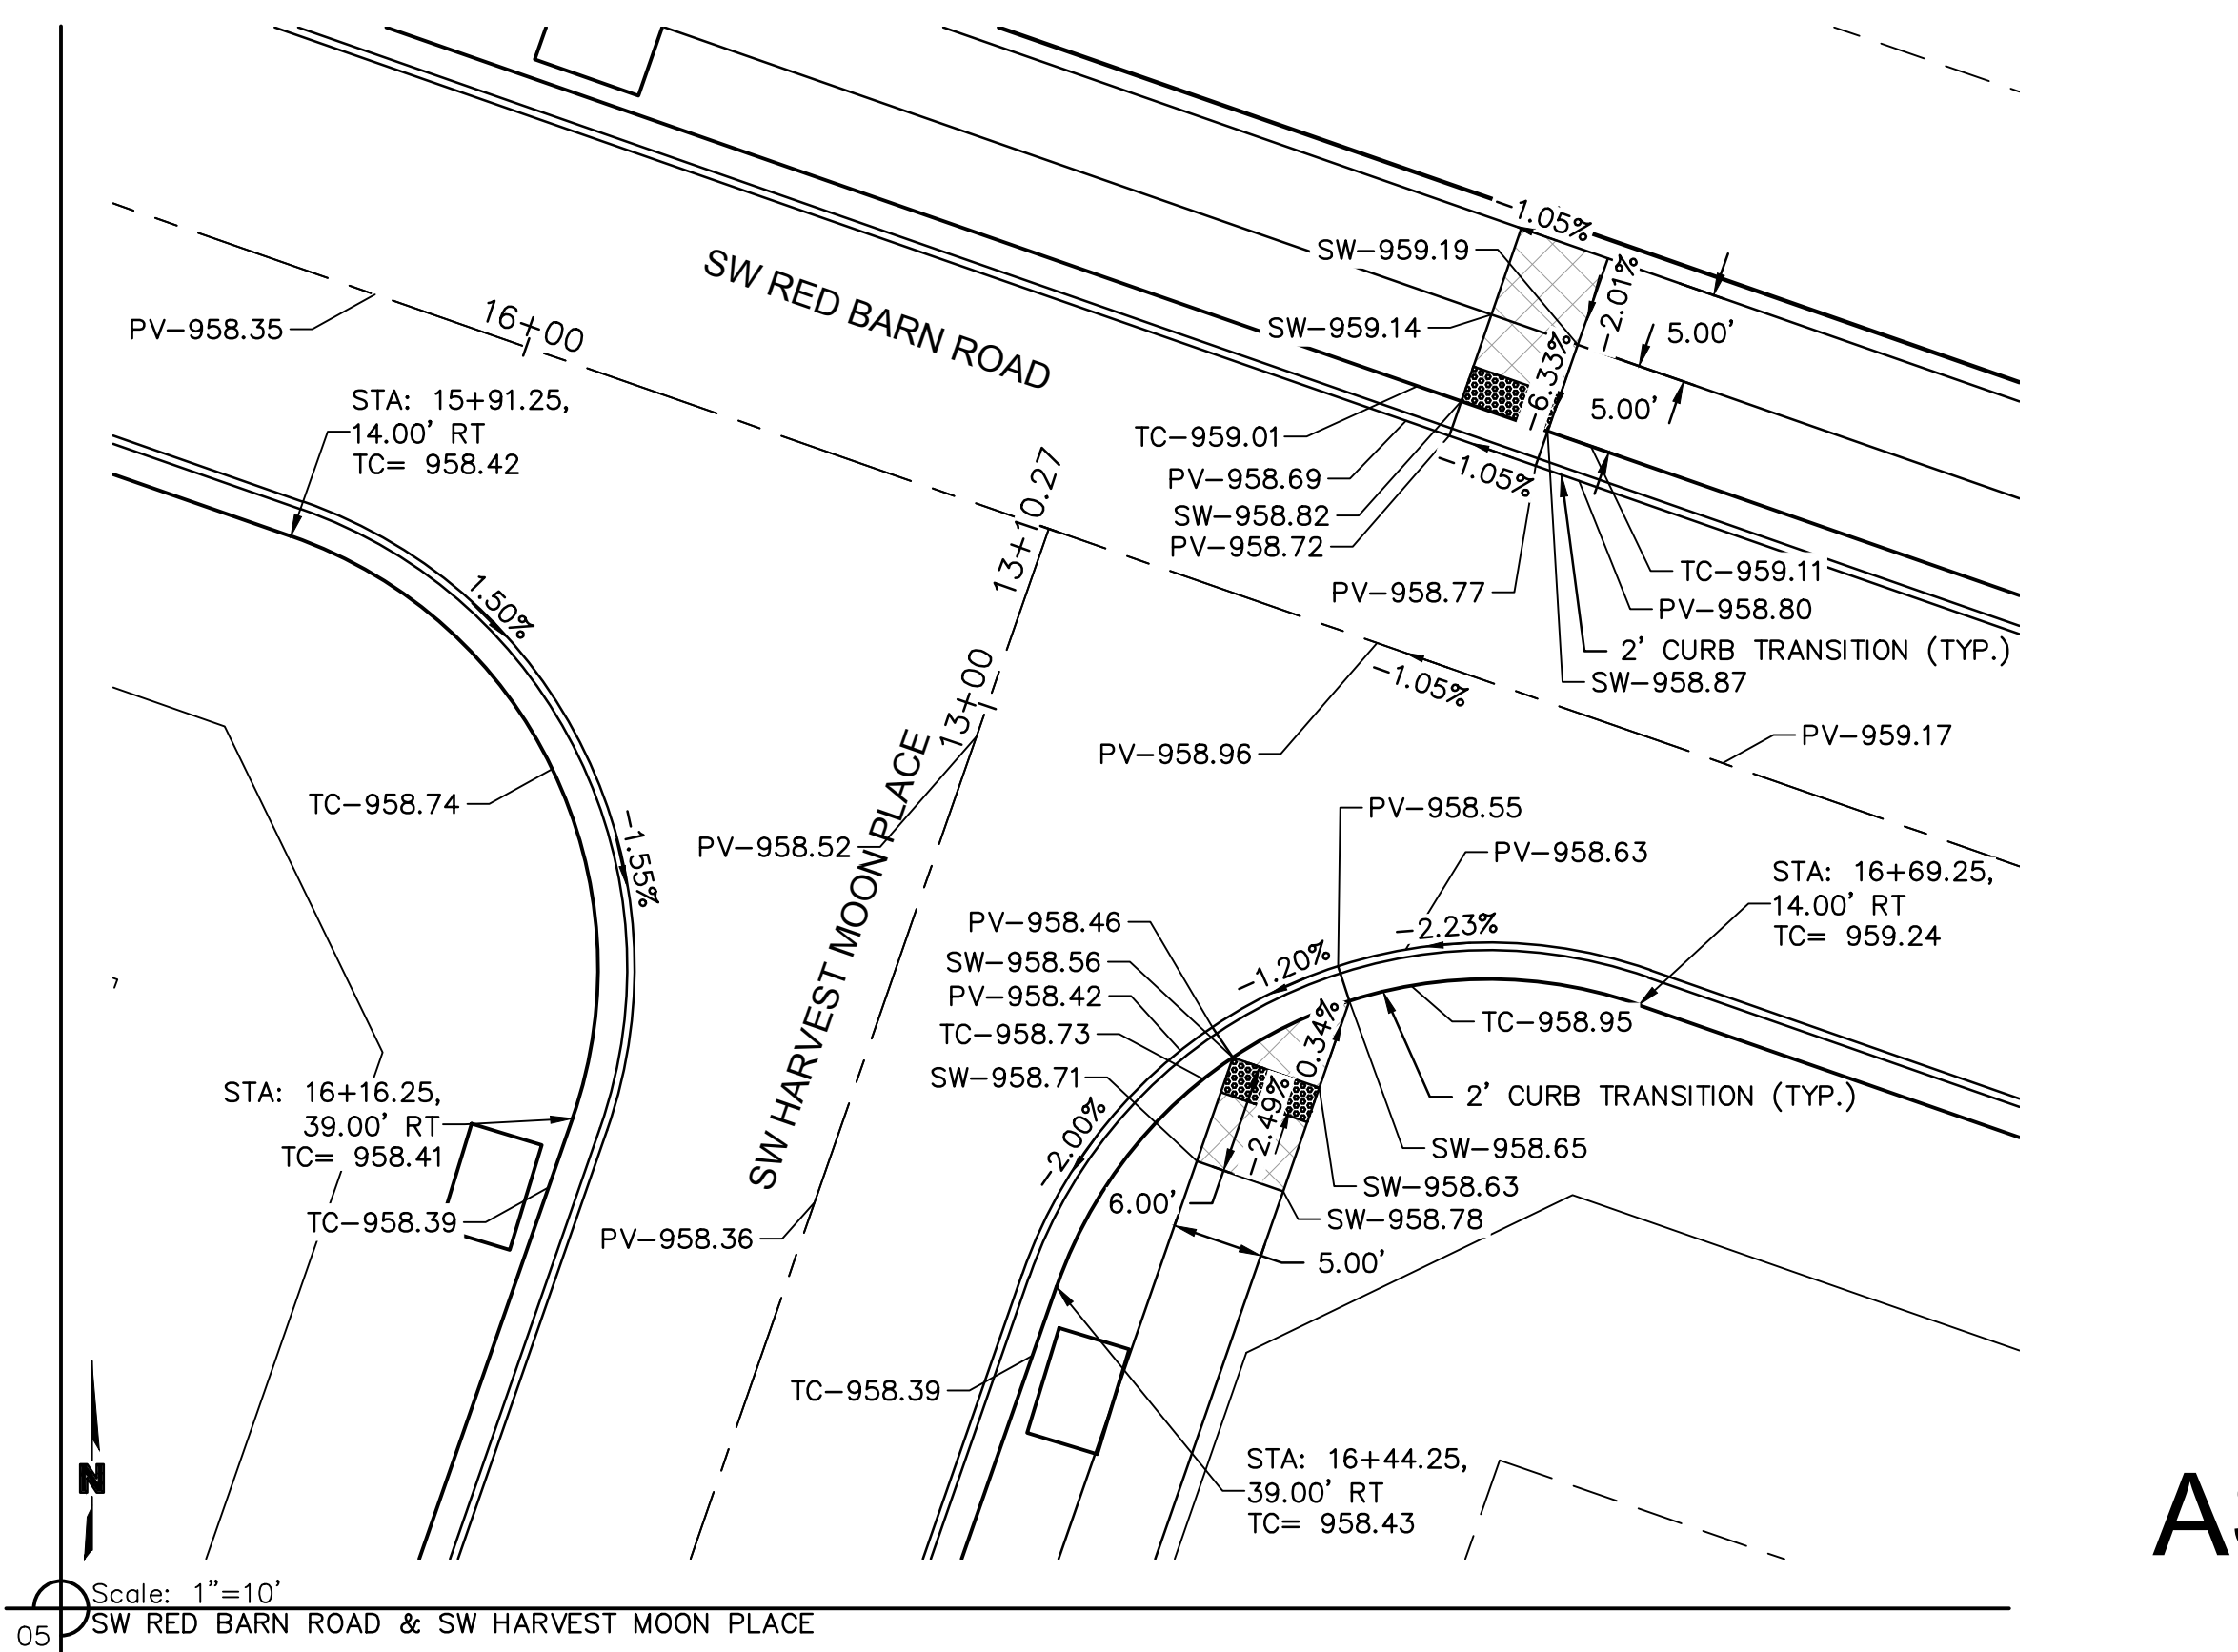 -1.05%
SW-959.19
-2.01%
SW-959.14
5.00'
-6.33%
5.00'
PV-958.35
16+00
SW RED BARN ROAD
STA: 15+91.25,
14.00' RT
TC= 958.42
TC-959.01
PV-958.69
SW-958.82
PV-958.72
-1.05%
PV-958.77
TC-959.11
PV-958.80
2' CURB TRANSITION (TYP.)
SW-958.87
13+10.27
1.50%
13+00
-1.05%
PV-958.96
PV-959.17
TC-958.74
-1.55%
PV-958.52
SW HARVEST MOON PLACE
PV-958.55
PV-958.63
STA: 16+69.25,
14.00' RT
TC= 959.24
PV-958.46
-2.23%
SW-958.56
-1.20%
PV-958.42
TC-958.73
0.34%
TC-958.95
SW-958.71
2' CURB TRANSITION (TYP.)
STA: 16+16.25,
39.00' RT
TC= 958.41
-2.00%
-2.49%
SW-958.65
SW-958.63
6.00'
SW-958.78
TC-958.39
PV-958.36
5.00'
TC-958.39
STA: 16+44.25,
39.00' RT
TC= 958.43
N
Scale: 1"=10'
SW RED BARN ROAD & SW HARVEST MOON PLACE
05